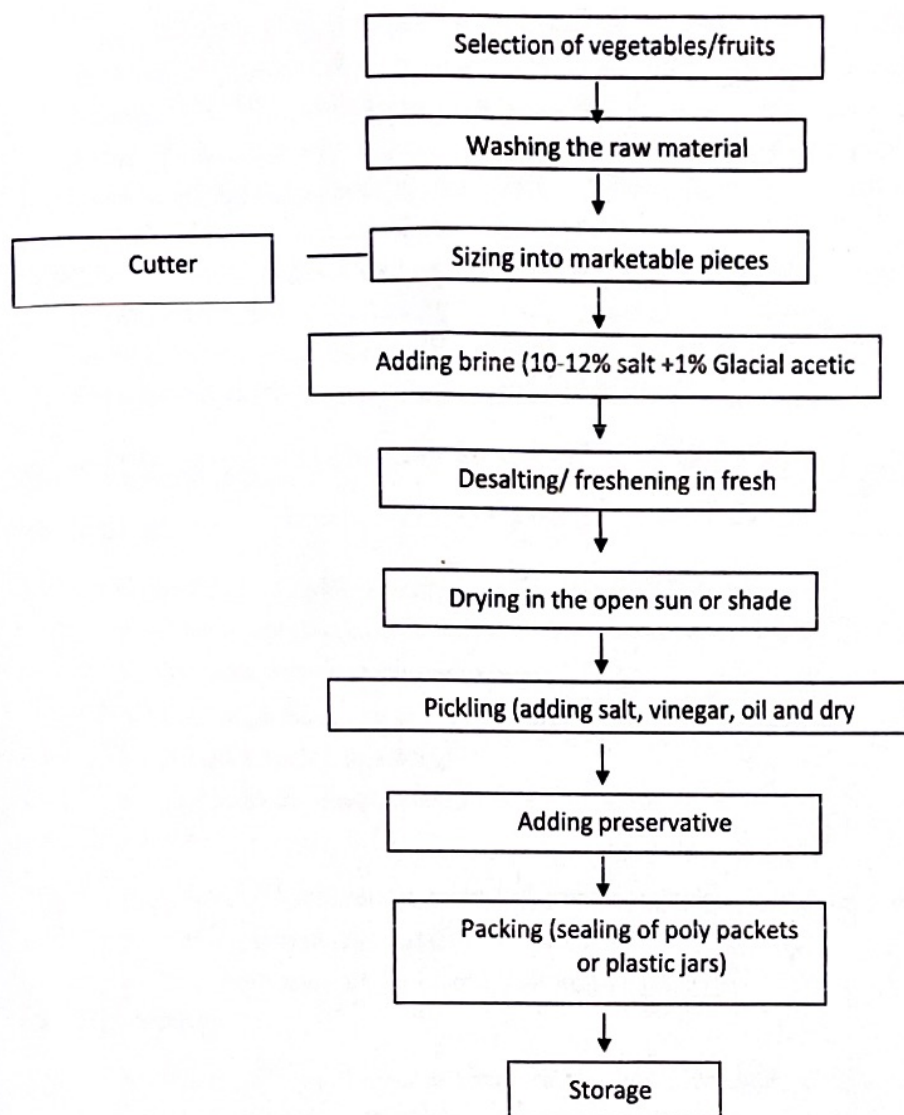 Selection of vegetables/fruits
Washing the raw material
Cutter
Sizing into marketable pieces
Adding brine (10-12% salt +1% Glacial acetic
Desalting/ freshening in fresh
Drying in the open sun or shade
Pickling (adding salt, vinegar, oil and dry
Adding preservative
Packing (sealing of poly packets
or plastic jars)
Storage